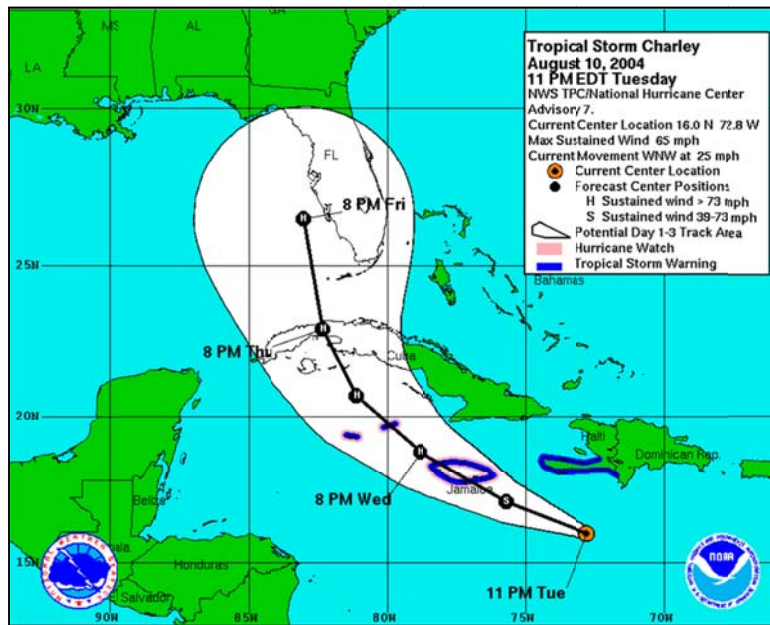 MS
AL
GA
LA
Tropical Storm Charley
August 10, 2004
11 PM EDT Tuesday
NWS TPC/National Hurricane Center
Advisory 7.
Current Center Location 16.0 N 72.8 W
Max Sustained Wind 65 mph
Current Movement WNW at 25 mph
Current Center Location
Forecast Center Positions
H Sustained wind > 73 mph
S Sustained wind 39-73 mph
Potential Day 1-3 Track Area
Hurricane Watch
Tropical Storm Warning
30N
FL
8 PM Fri
H
25N
Bahamas
H
8 PM Thu
Cuba
H
20N
Haiti
Dominican Rep.
H
Jamaica
8 PM Wed
S
Belize
15N
Honduras
El Salvador
11 PM Tue
NOAA
90W
85W
80W
75W
70W